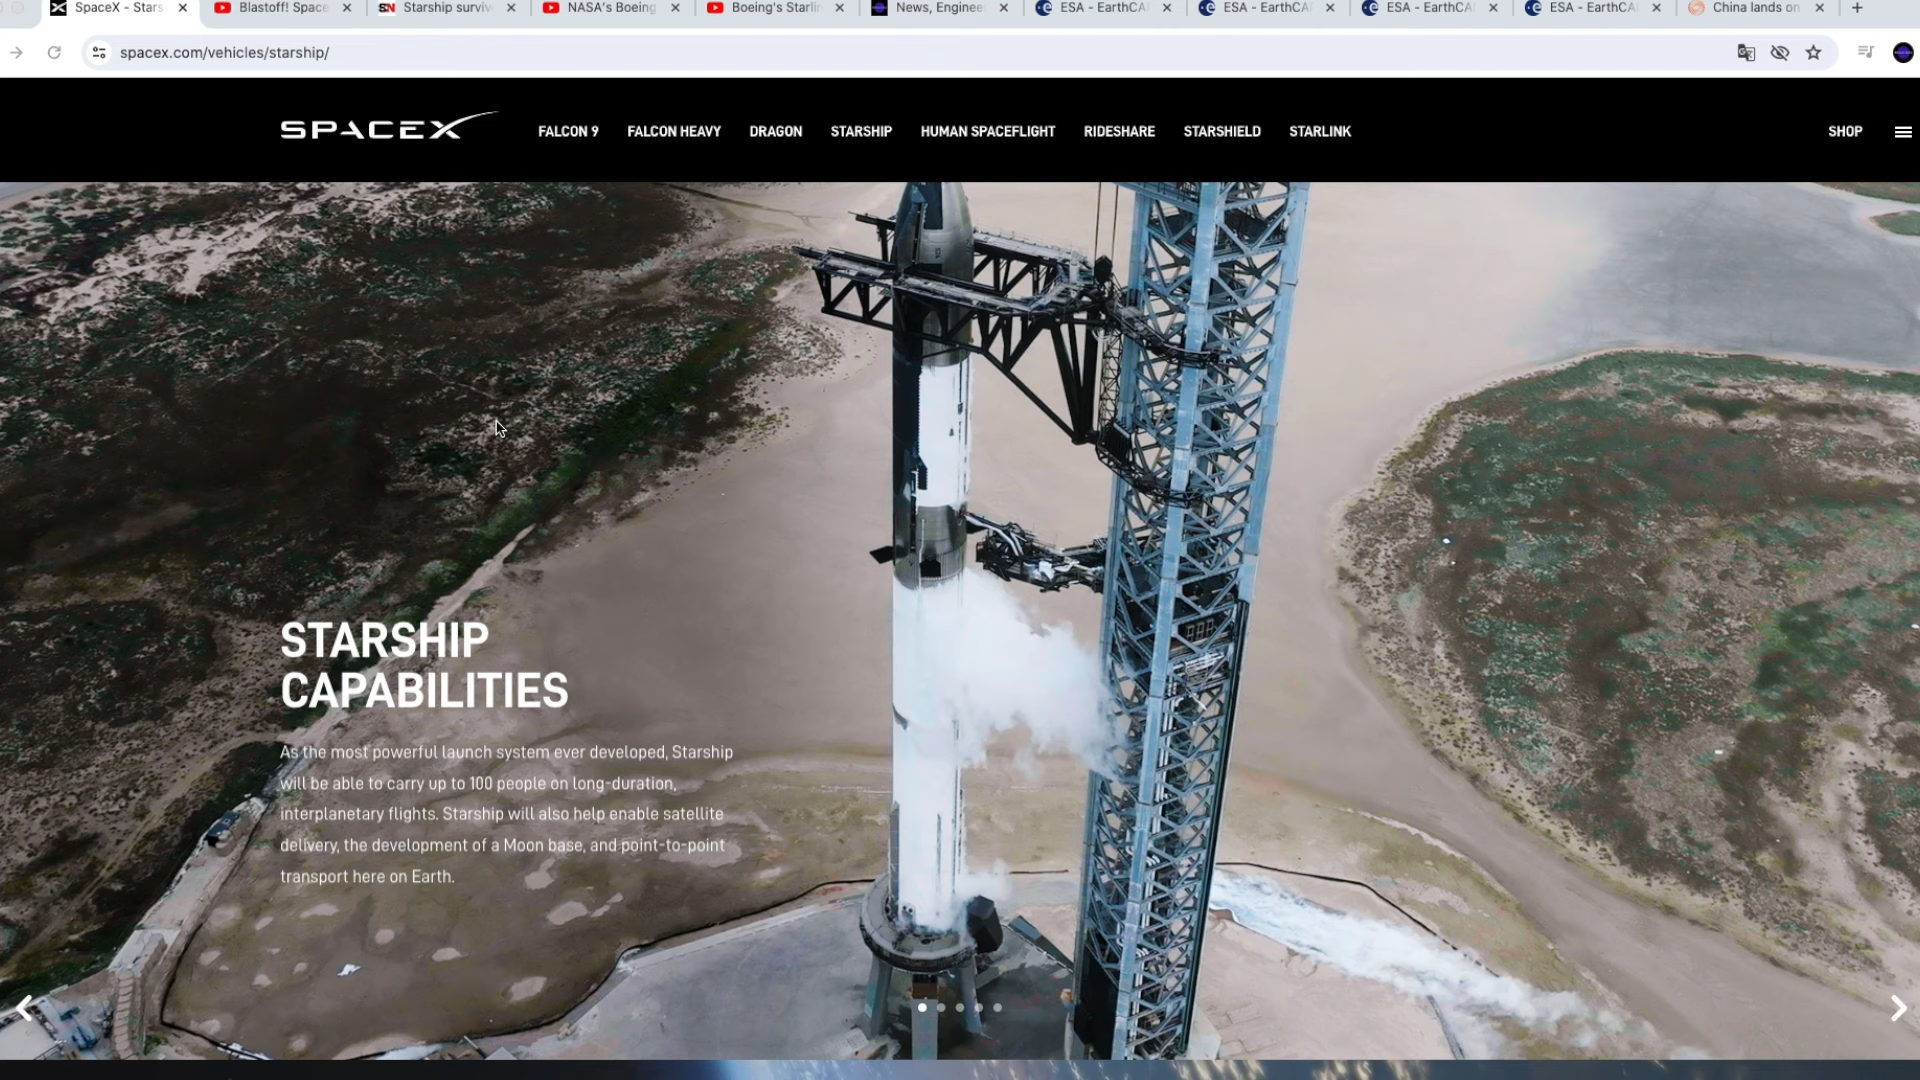 SpaceX - Stars
Blastoff! Space
Starship surviv
NASA's Boeing
Boeing's Starlin
News, Enginee
ESA - EarthCA
ESA - EarthCA
ESA - EarthCA
ESA - EarthCA
China lands on
spacex.com/vehicles/starship/
SPACEX
FALCON 9
FALCON HEAVY
DRAGON
STARSHIP
HUMAN SPACEFLIGHT
RIDESHARE
STARSHIELD
STARLINK
SHOP
STARSHIP
CAPABILITIES
As the most powerful launch system ever developed, Starship
will be able to carry up to 100 people on long-duration,
interplanetary flights. Starship will also help enable satellite
delivery, the development of a Moon base, and point-to-point
transport here on Earth.